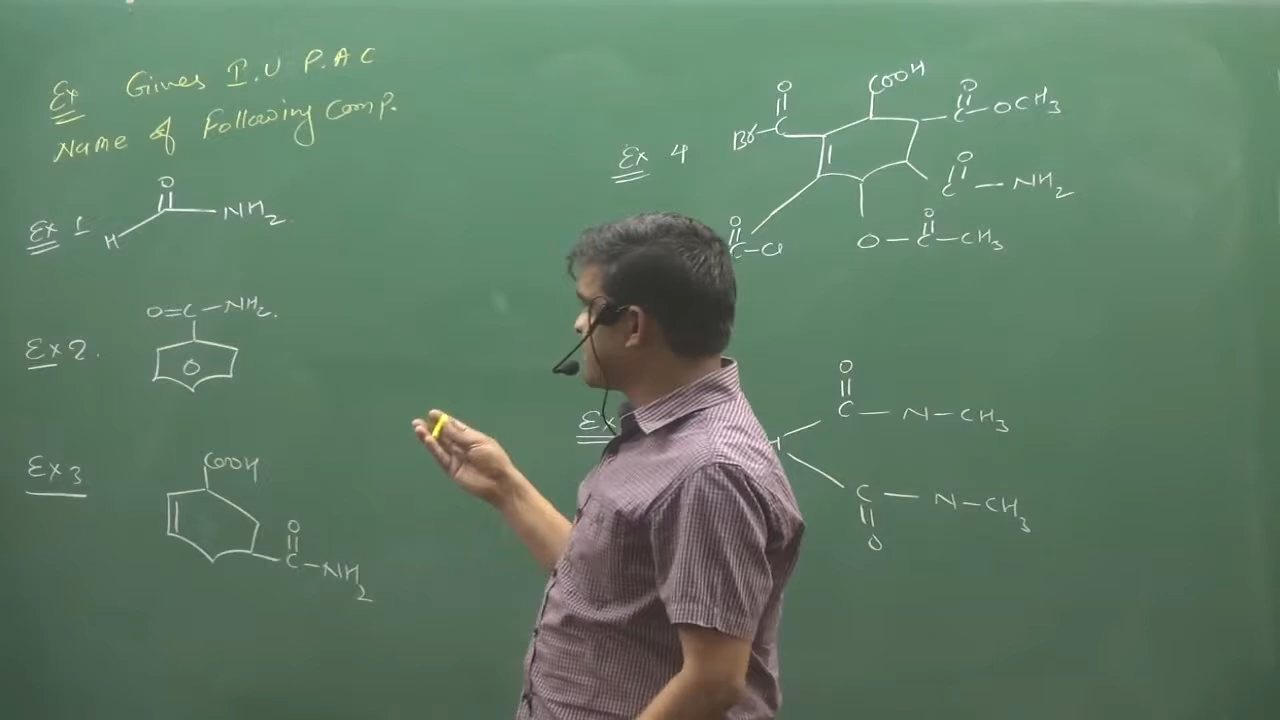 Ex Gives I.U.P.A.C
Name of Following Comp.
Ex 1
O
H NH2.
Ex 2.
O=C-NH2.
O
Ex 3
COOH
O
C-NH2
Ex 4
COOH
O
Br-C
O
C-OCH3
O
C-NH2
O
C-Cl
O
O-C-CH3
Ex
O
C-N-CH3
C-N-CH3
O